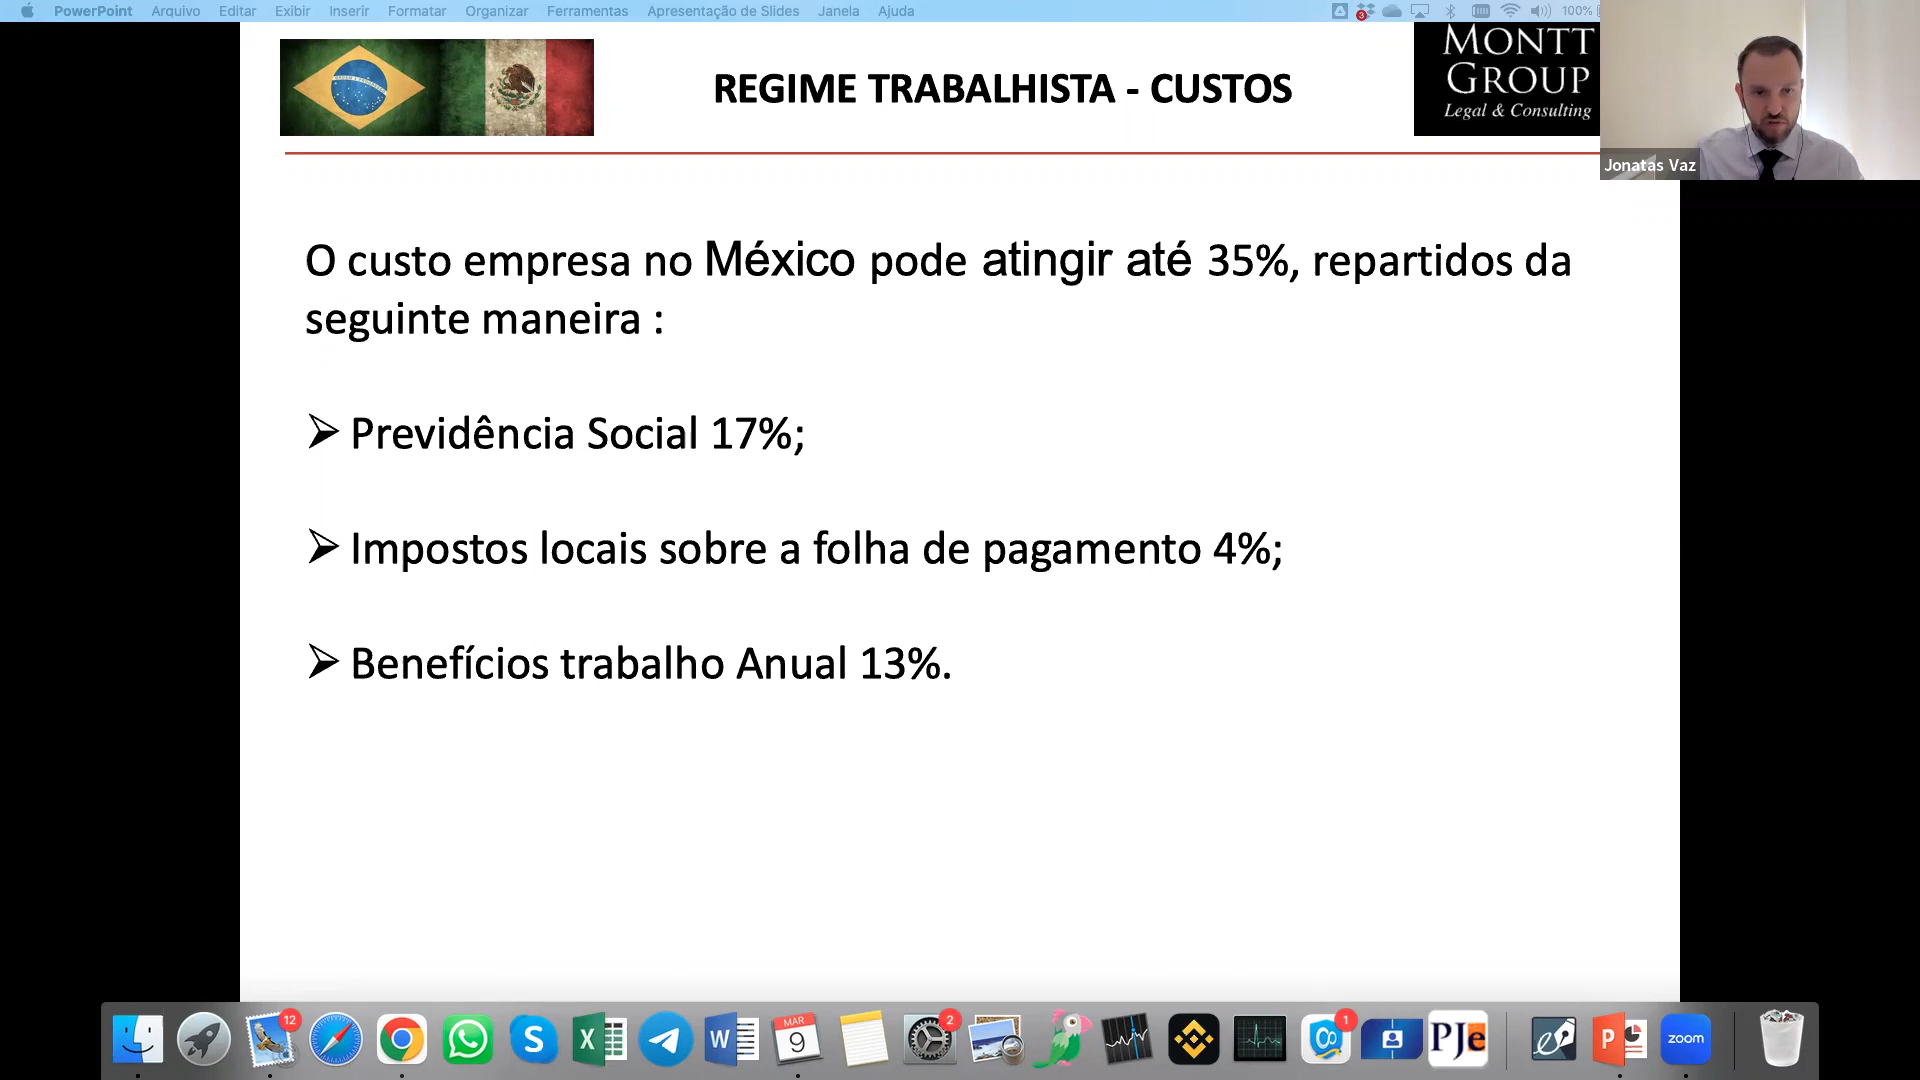 PowerPoint Arquivo Editar Exibir Inserir Formatar Organizar Ferramentas Apresentação de Slides Janela Ajuda
3
100%
REGIME TRABALHISTA - CUSTOS
MONTT
GROUP
Legal & Consulting
Jonatas Vaz
O custo empresa no México pode atingir até 35%, repartidos da
seguinte maneira :
➢ Previdência Social 17%;
➢ Impostos locais sobre a folha de pagamento 4%;
➢ Benefícios trabalho Anual 13%.
12
S
X
W
MAR
9
2
1
PJe
P
zoom